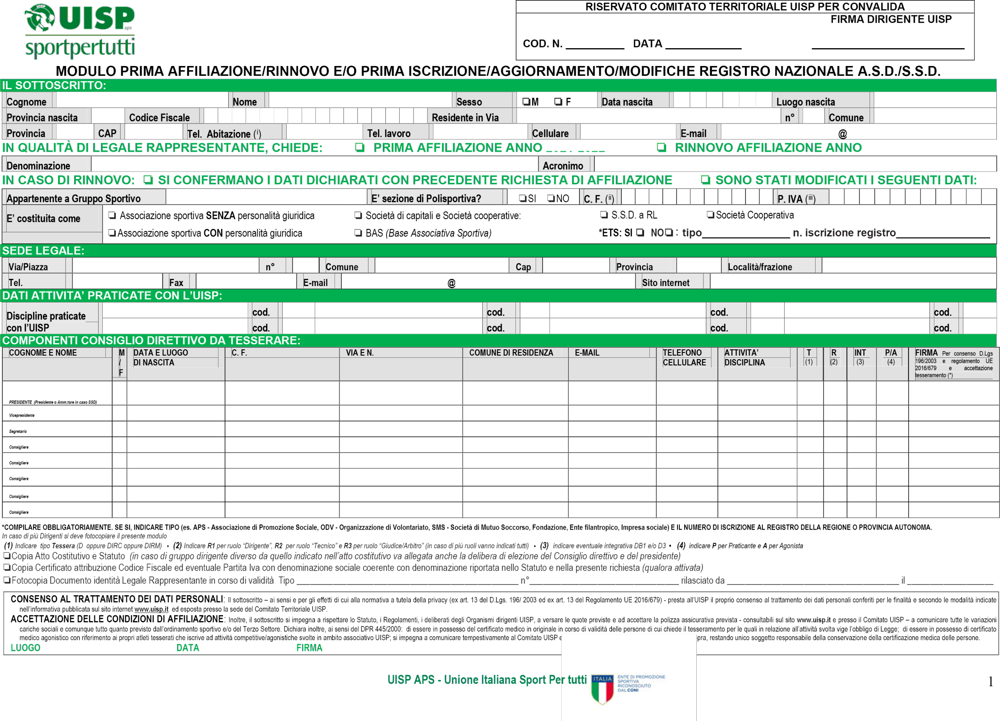 UISP aps
sportpertutti
RISERVATO COMITATO TERRITORIALE UISP PER CONVALIDA
FIRMA DIRIGENTE UISP
COD. N. __________ DATA _____________ __________________________
MODULO PRIMA AFFILIAZIONE/RINNOVO E/O PRIMA ISCRIZIONE/AGGIORNAMENTO/MODIFICHE REGISTRO NAZIONALE A.S.D./S.S.D.
IL SOTTOSCRITTO:
Cognome Nome Sesso ❏M ❏ F Data nascita Luogo nascita
Provincia nascita Codice Fiscale Residente in Via n° Comune
Provincia CAP Tel. Abitazione (i) Tel. lavoro Cellulare E-mail @
IN QUALITÀ DI LEGALE RAPPRESENTANTE, CHIEDE: ❏ PRIMA AFFILIAZIONE ANNO ❏ RINNOVO AFFILIAZIONE ANNO
Denominazione Acronimo
IN CASO DI RINNOVO: ❏ SI CONFERMANO I DATI DICHIARATI CON PRECEDENTE RICHIESTA DI AFFILIAZIONE ❏ SONO STATI MODIFICATI I SEGUENTI DATI:
Appartenente a Gruppo Sportivo E’ sezione di Polisportiva? ❏SI ❏NO C. F. (ii) P. IVA (iii)
E’ costituita come ❏ Associazione sportiva SENZA personalità giuridica ❏ Società di capitali e Società cooperative: ❏ S.S.D. a RL ❏Società Cooperativa
❏Associazione sportiva CON personalità giuridica ❏ BAS (Base Associativa Sportiva) *ETS: SI ❏ NO❏ : tipo_______________ n. iscrizione registro________________
SEDE LEGALE:
Via/Piazza n° Comune Cap Provincia Località/frazione
Tel. Fax E-mail @ Sito internet
DATI ATTIVITA’ PRATICATE CON L’UISP:
Discipline praticate cod. cod. cod. cod.
con l’UISP cod. cod. cod. cod.
COMPONENTI CONSIGLIO DIRETTIVO DA TESSERARE:
COGNOME E NOME M DATA E LUOGO C. F. VIA E N. COMUNE DI RESIDENZA E-MAIL TELEFONO ATTIVITA’ T R INT P/A FIRMA Per consenso D.Lgs
/ DI NASCITA CELLULARE DISCIPLINA (1) (2) (3) (4) 196/2003 e regolamento UE
F 2016/679 e accettazione
tesseramento (*)
PRESIDENTE (Presidente o Amm.tore in caso SSD)
Vicepresidente
Segretario
Consigliere
Consigliere
Consigliere
Consigliere
Consigliere
*COMPILARE OBBLIGATORIAMENTE. SE SI, INDICARE TIPO (es. APS - Associazione di Promozione Sociale, ODV - Organizzazione di Volontariato, SMS - Società di Mutuo Soccorso, Fondazione, Ente filantropico, Impresa sociale) E IL NUMERO DI ISCRIZIONE AL REGISTRO DELLA REGIONE O PROVINCIA AUTONOMA.
In caso di più Dirigenti si deve fotocopiare il presente modulo
(1) Indicare tipo Tessera (D oppure DIRC oppure DIRM) • (2) Indicare R1 per ruolo “Dirigente”, R2 per ruolo “Tecnico” e R3 per ruolo “Giudice/Arbitro” (in caso di più ruoli vanno indicati tutti) • (3) indicare eventuale integrativa DB1 e/o D3 • (4) indicare P per Praticante e A per Agonista
❏Copia Atto Costitutivo e Statuto (in caso di gruppo dirigente diverso da quello indicato nell’atto costitutivo va allegata anche la delibera di elezione del Consiglio direttivo e del presidente)
❏Copia Certificato attribuzione Codice Fiscale ed eventuale Partita Iva con denominazione sociale coerente con denominazione riportata nello Statuto e nella presente richiesta (qualora attivata)
❏Fotocopia Documento identità Legale Rappresentante in corso di validità Tipo ______________________ n°______________________ rilasciato da ______________________ il ______________
CONSENSO AL TRATTAMENTO DEI DATI PERSONALI: Il sottoscritto – ai sensi e per gli effetti di cui alla normativa a tutela della privacy (ex art. 13 del D.Lgs. 196/ 2003 ed ex art. 13 del Regolamento UE 2016/679) - presta all’UISP il proprio consenso al trattamento dei dati personali conferiti per le finalità e secondo le modalità indicate
nell’informativa pubblicata sul sito internet www.uisp.it ed esposta presso la sede del Comitato Territoriale UISP.
ACCETTAZIONE DELLE CONDIZIONI DI AFFILIAZIONE: Inoltre, il sottoscritto si impegna a rispettare lo Statuto, i Regolamenti, i deliberati degli Organismi dirigenti UISP, a versare le quote previste e ad accettare la polizza assicurativa prevista - consultabili sul sito www.uisp.it e presso il Comitato UISP – a comunicare tutte le variazioni
cariche sociali e comunque tutto quanto previsto dall’ordinamento sportivo e/o del Terzo Settore. Dichiara inoltre, ai sensi del DPR 445/2000: di essere in possesso del certificato medico in originale in corso di validità delle persone di cui chiede il tesseramento per le quali in relazione all’attività svolta vige l’obbligo di Legge; di essere in possesso di certificato
medico agonistico con riferimento ai propri atleti tesserati che iscrive ad attività competitive/agonistiche svolte in ambito associativo UISP; si impegna a comunicare tempestivamente al Comitato UISP e pra, restando unico soggetto responsabile della conservazione della certificazione medica delle persone.
LUOGO DATA FIRMA
UISP APS - Unione Italiana Sport Per tutti
ITALIA
ENTE DI PROMOZIONE
SPORTIVA
RICONOSCIUTO
DAL CONI
1